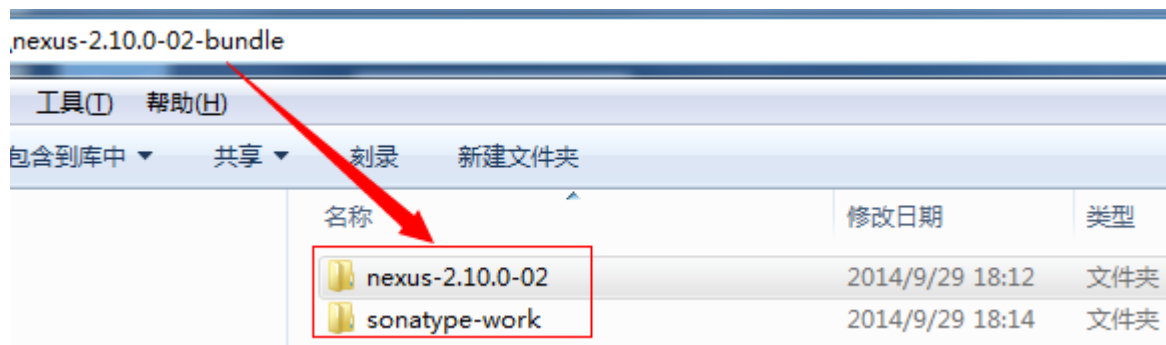 nexus-2.10.0-02-bundle
工具(T) 帮助(H)
包含到库中 共享 刻录 新建文件夹
名称 修改日期 类型
nexus-2.10.0-02 2014/9/29 18:12 文件夹
sonatype-work 2014/9/29 18:14 文件夹